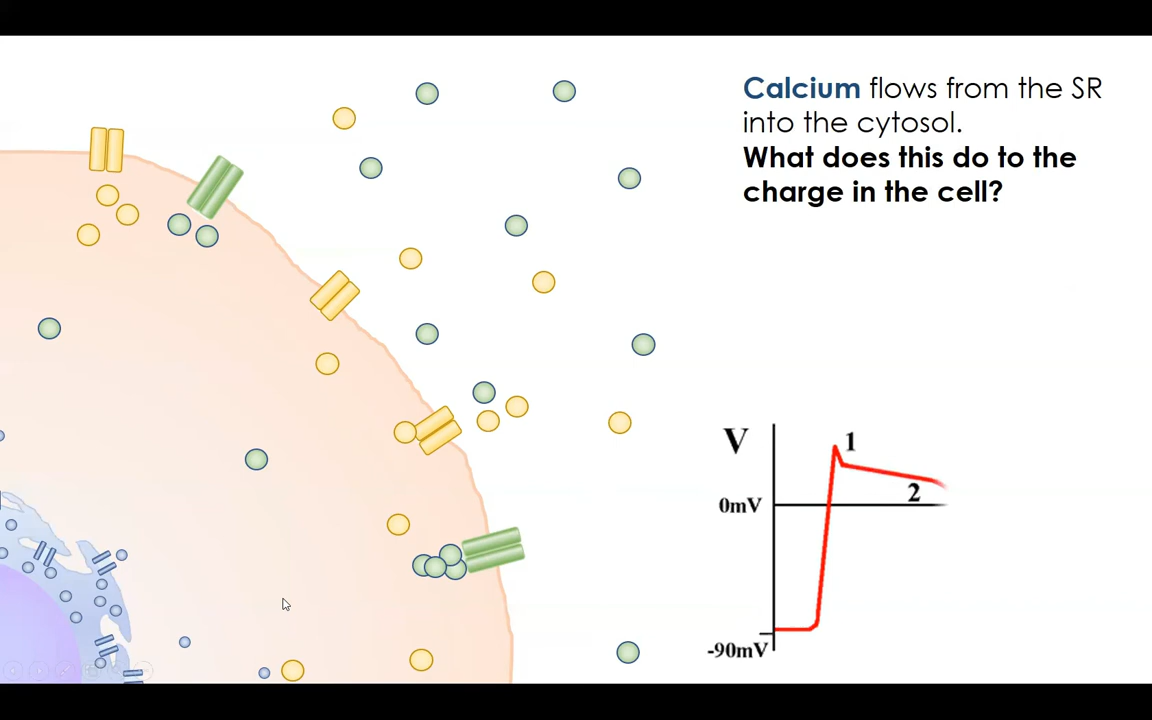 Calcium flows from the SR
into the cytosol.
What does this do to the
charge in the cell?
V
1
2
0mV
-90mV